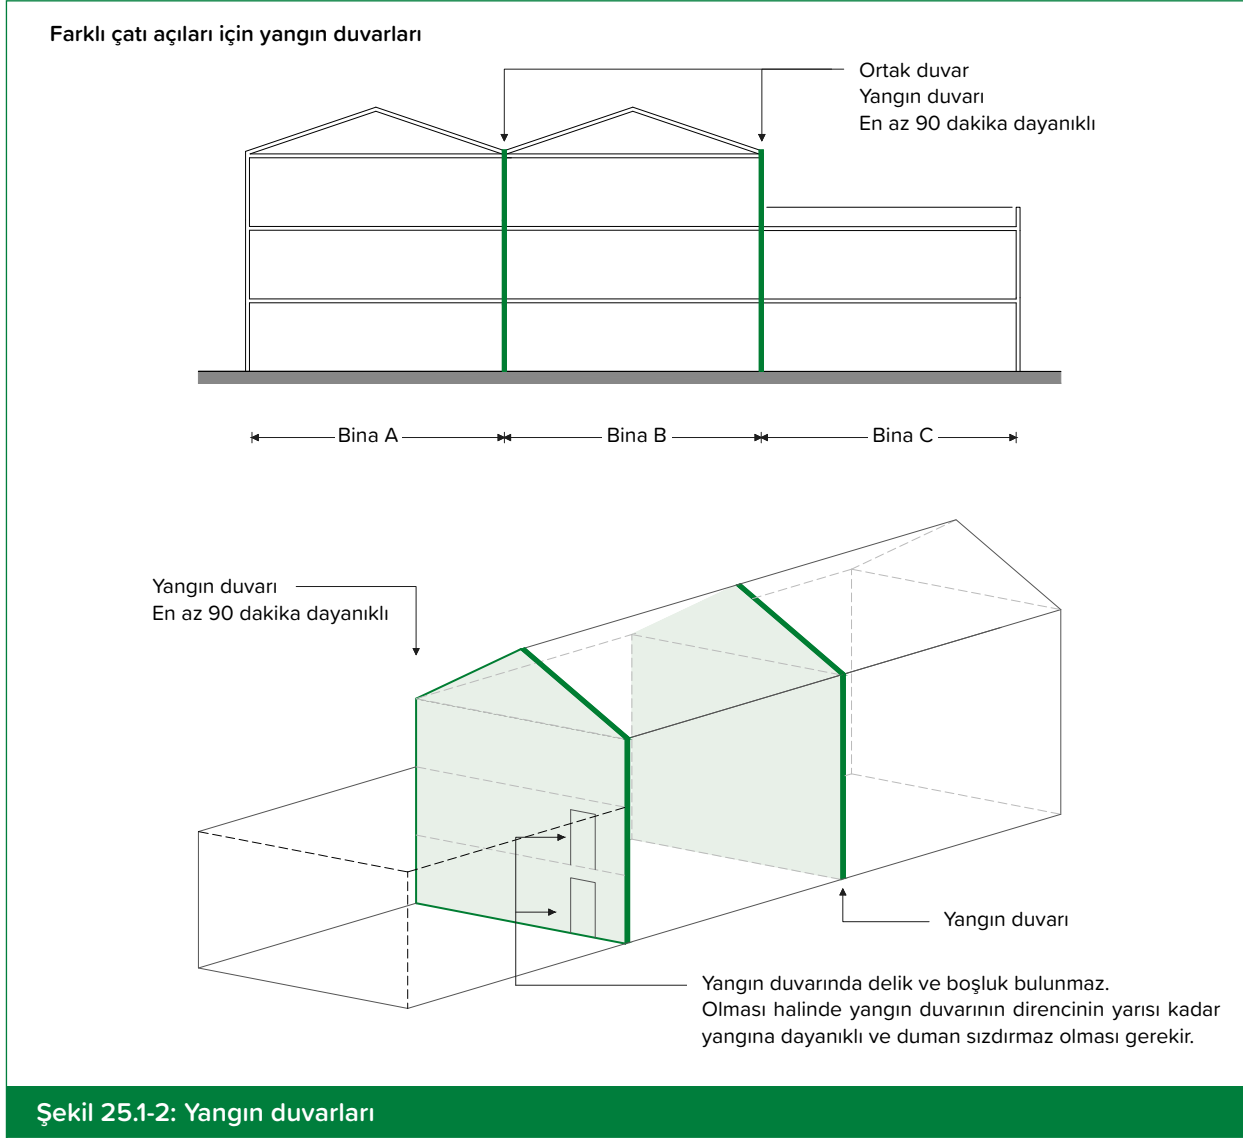 Farklı çatı açıları için yangın duvarları
Ortak duvar
Yangın duvarı
En az 90 dakika dayanıklı
Bina A
Bina B
Bina C
Yangın duvarı
En az 90 dakika dayanıklı
Yangın duvarı
Yangın duvarında delik ve boşluk bulunmaz.
Olması halinde yangın duvarının direncinin yarısı kadar
yangına dayanıklı ve duman sızdırmaz olması gerekir.
Şekil 25.1-2: Yangın duvarları